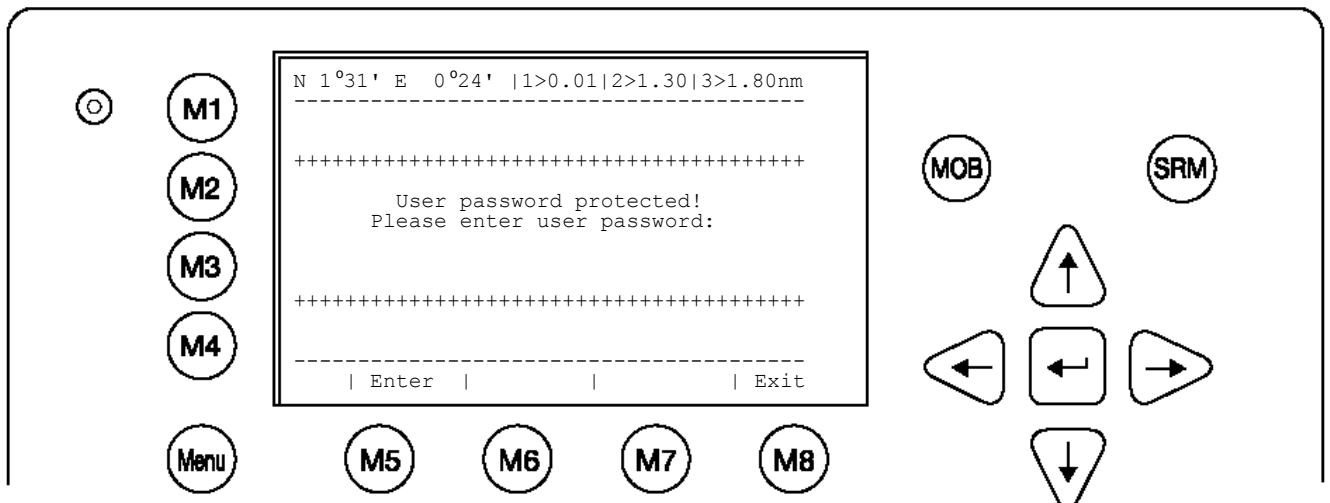 N 1°31' E 0°24' |1>0.01|2>1.30|3>1.80nm
----------------------------------------
++++++++++++++++++++++++++++++++++++++++
User password protected!
Please enter user password:
++++++++++++++++++++++++++++++++++++++++
----------------------------------------
| Enter | | | Exit
M1
M2
M3
M4
Menu
M5
M6
M7
M8
MOB
SRM